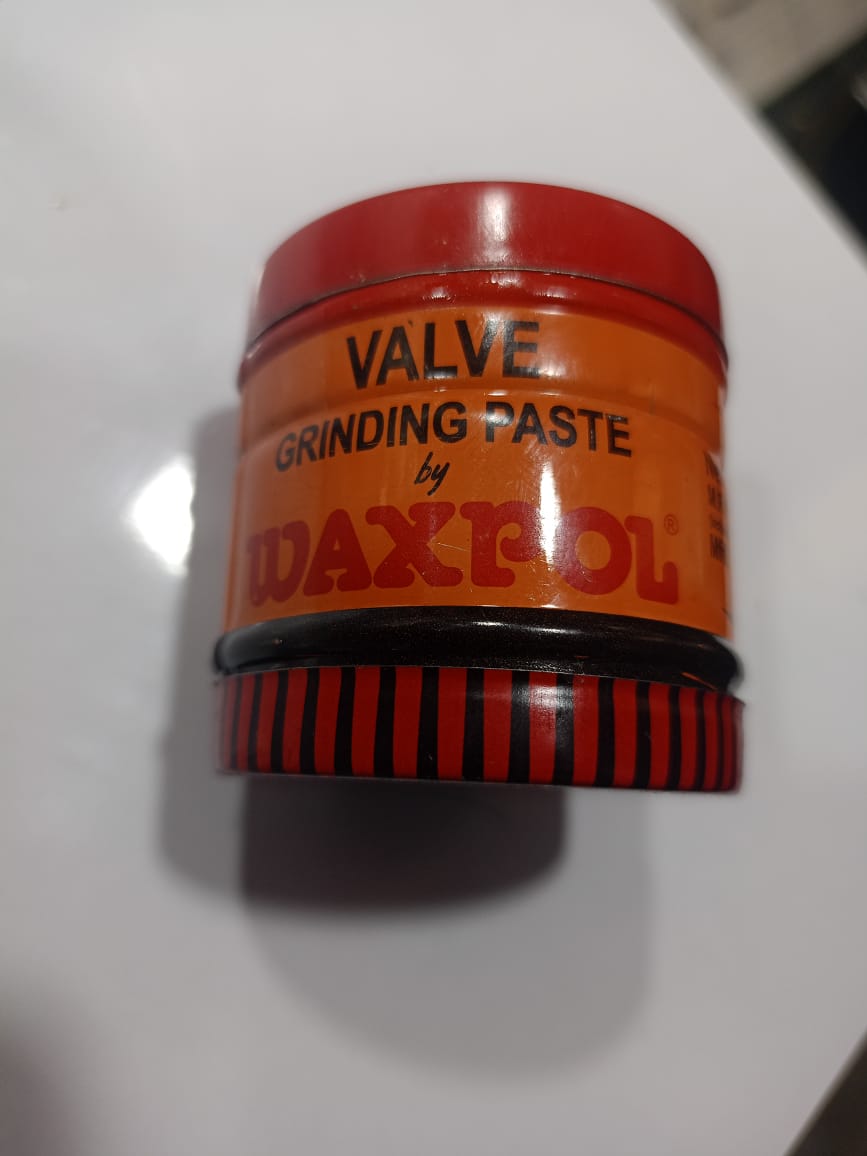 VALVE
GRINDING PASTE
by
WAXPOL®